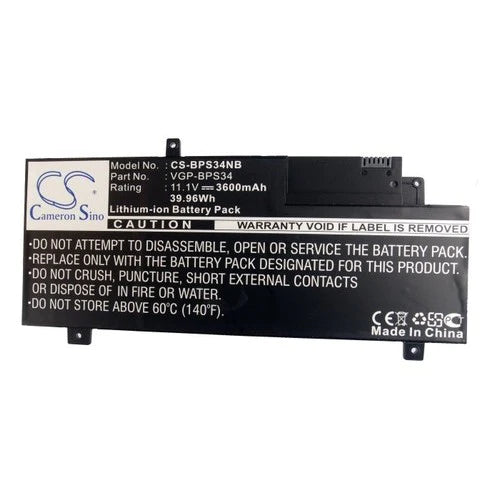 CS
Cameron Sino
Model No. : CS-BPS34NB
Part No. : VGP-BPS34
Rating : 11.1V 3600mAh
39.96Wh
Lithium-ion Battery Pack
CAUTION WARRANTY VOID IF LABEL IS REMOVED
•DO NOT ATTEMPT TO DISASSEMBLE, OPEN OR SERVICE THE BATTERY PACK.
•REPLACE ONLY WITH THE BATTERY DESIGNATED FOR THIS PRODUCT.
•DO NOT CRUSH, PUNCTURE, SHORT EXTERNAL CONTACTS
OR DISPOSE OF IN FIRE OR WATER.
•DO NOT STORE ABOVE 60°C (140°F)
CE
Made In China